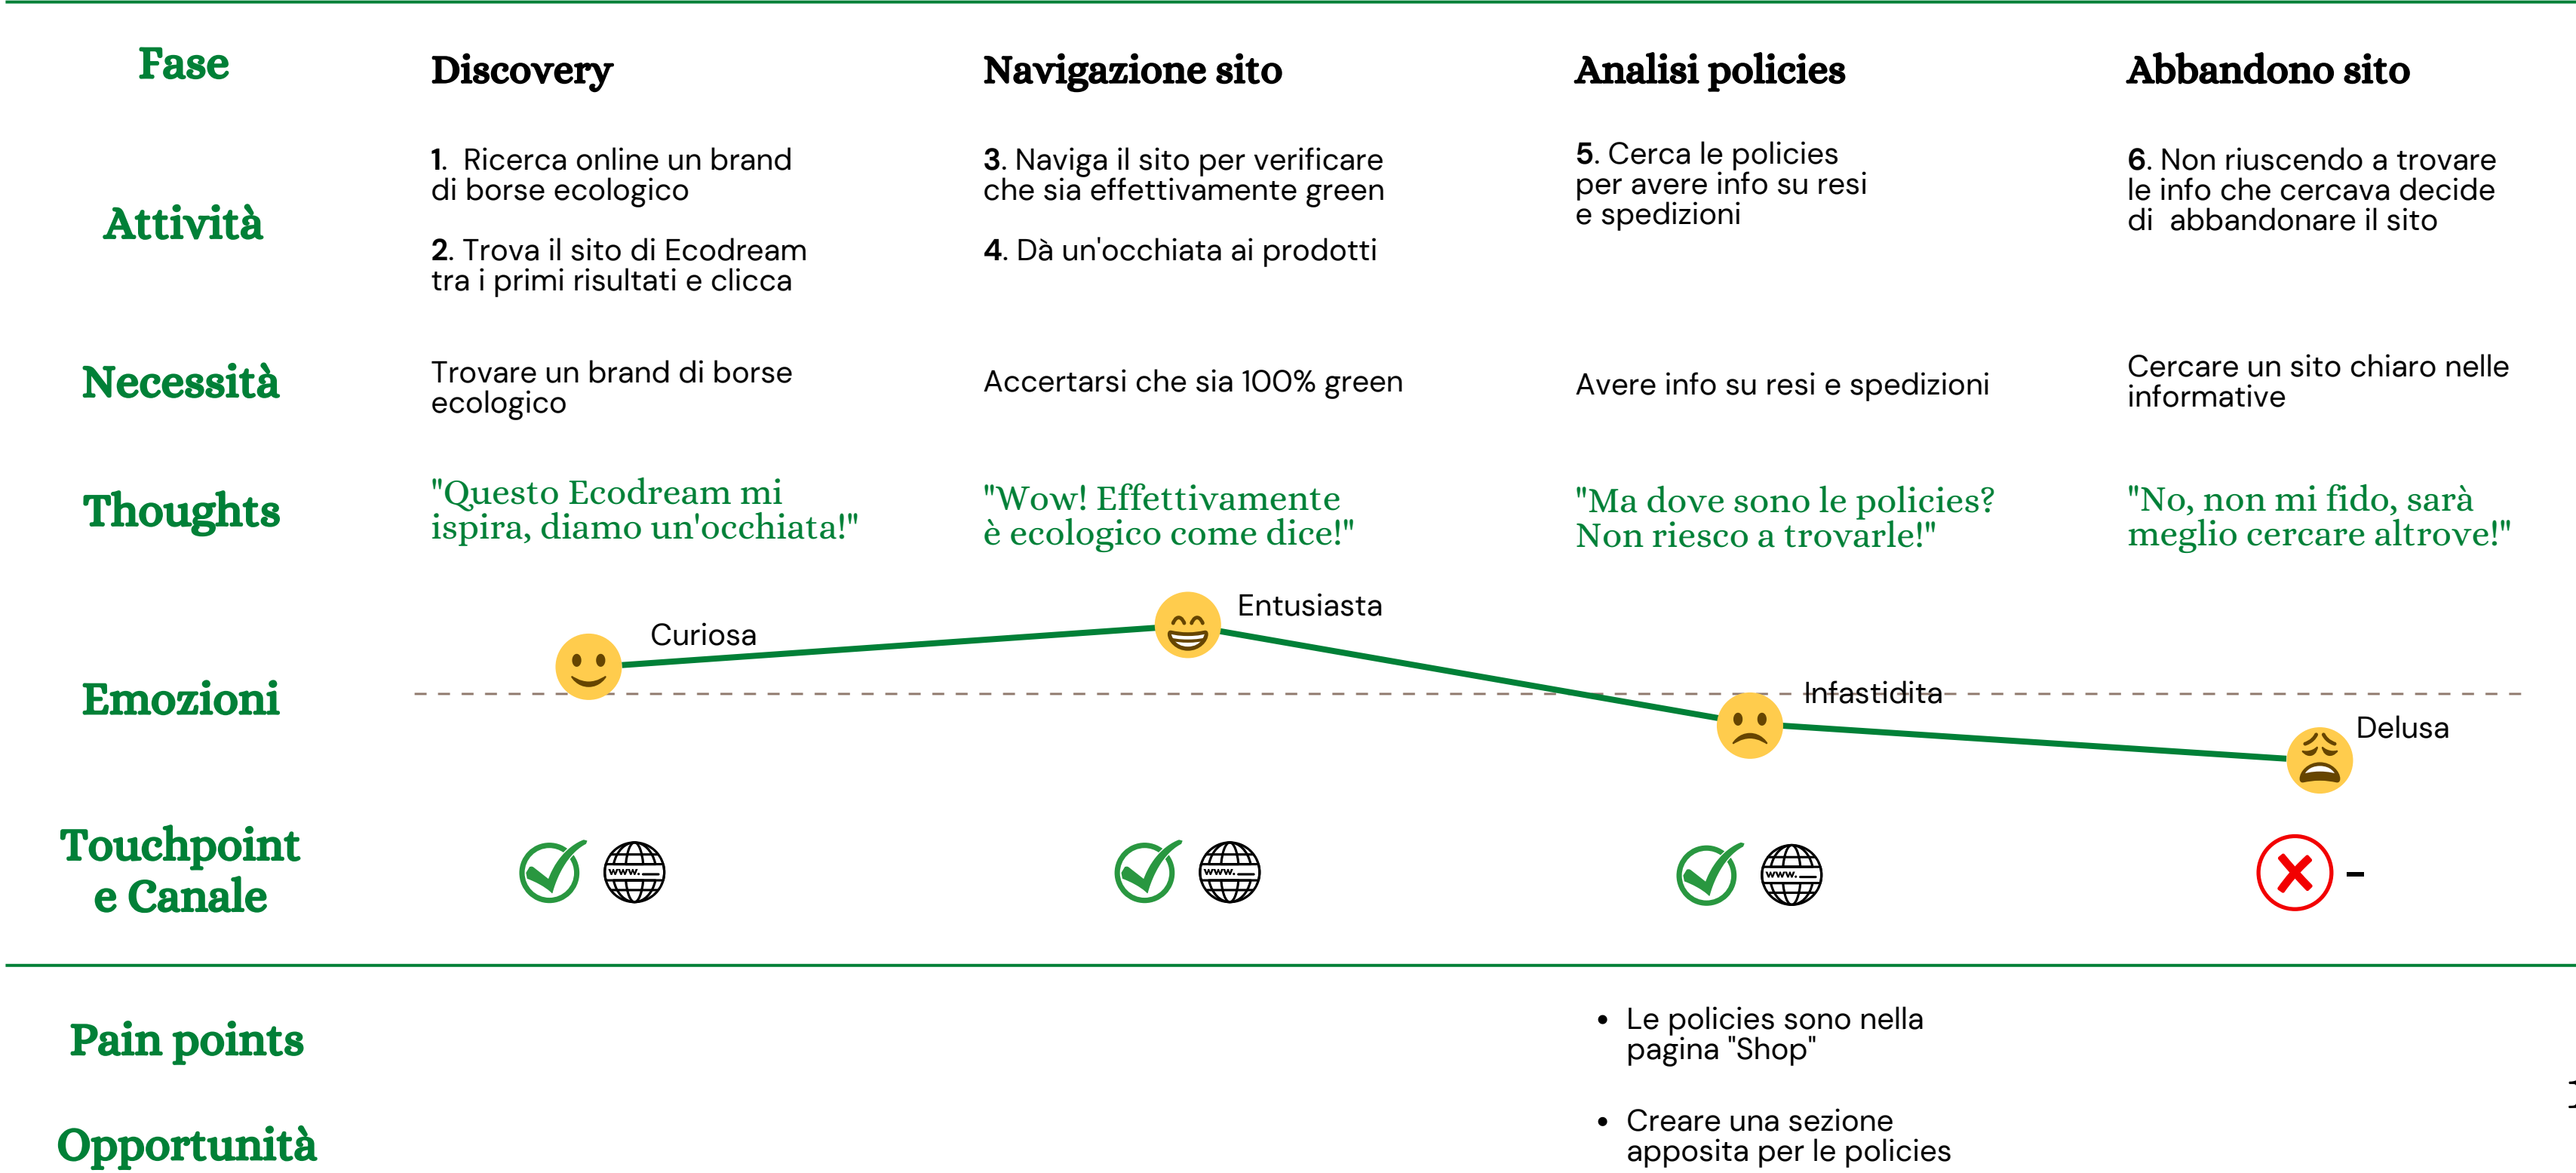 Fase
Discovery
Navigazione sito
Analisi policies
Abbandono sito
Attività
1. Ricerca online un brand
di borse ecologico
2. Trova il sito di Ecodream
tra i primi risultati e clicca
3. Naviga il sito per verificare
che sia effettivamente green
4. Dà un'occhiata ai prodotti
5. Cerca le policies
per avere info su resi
e spedizioni
6. Non riuscendo a trovare
le info che cercava decide
di abbandonare il sito
Necessità
Trovare un brand di borse
ecologico
Accertarsi che sia 100% green
Avere info su resi e spedizioni
Cercare un sito chiaro nelle
informative
Thoughts
"Questo Ecodream mi
ispira, diamo un'occhiata!"
"Wow! Effettivamente
è ecologico come dice!"
"Ma dove sono le policies?
Non riesco a trovarle!"
"No, non mi fido, sarà
meglio cercare altrove!"
Emozioni
Curiosa
Entusiasta
Infastidita
Delusa
Touchpoint
e Canale
www.
www.
www.
-
Pain points
• Le policies sono nella
pagina "Shop"
Opportunità
• Creare una sezione
apposita per le policies